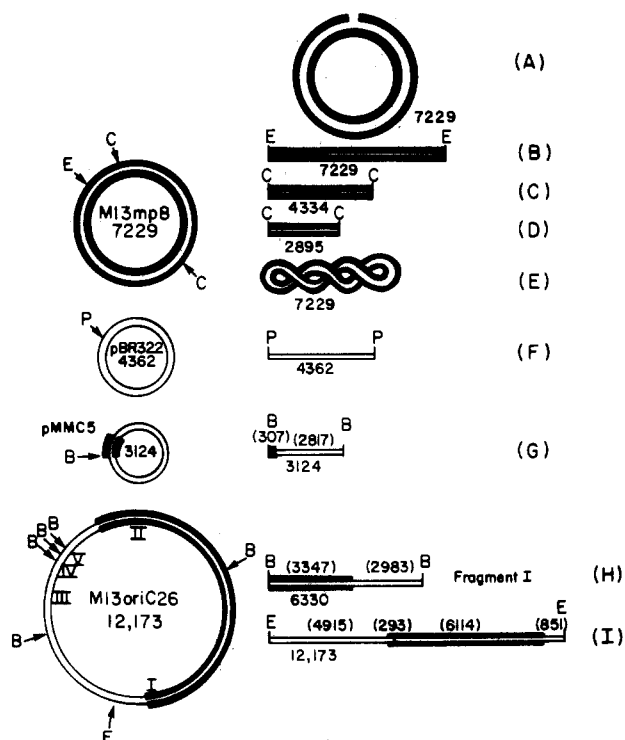 (A)
7229
E E
7229
(B)
C
E
M13mp8
7229
C
C C
4334
(C)
C C
2895
(D)
7229
(E)
P
pBR322
4362
P P
4362
(F)
pMMC5
3124
B
B B
(307) (2817)
3124
(G)
B B B
II
V
IV
III
B
M13oriC26
12,173
B
I
E
B (3347) (2983) B
6330
Fragment I
(H)
E (4915) (293) (6114) (851) E
12,173
(I)